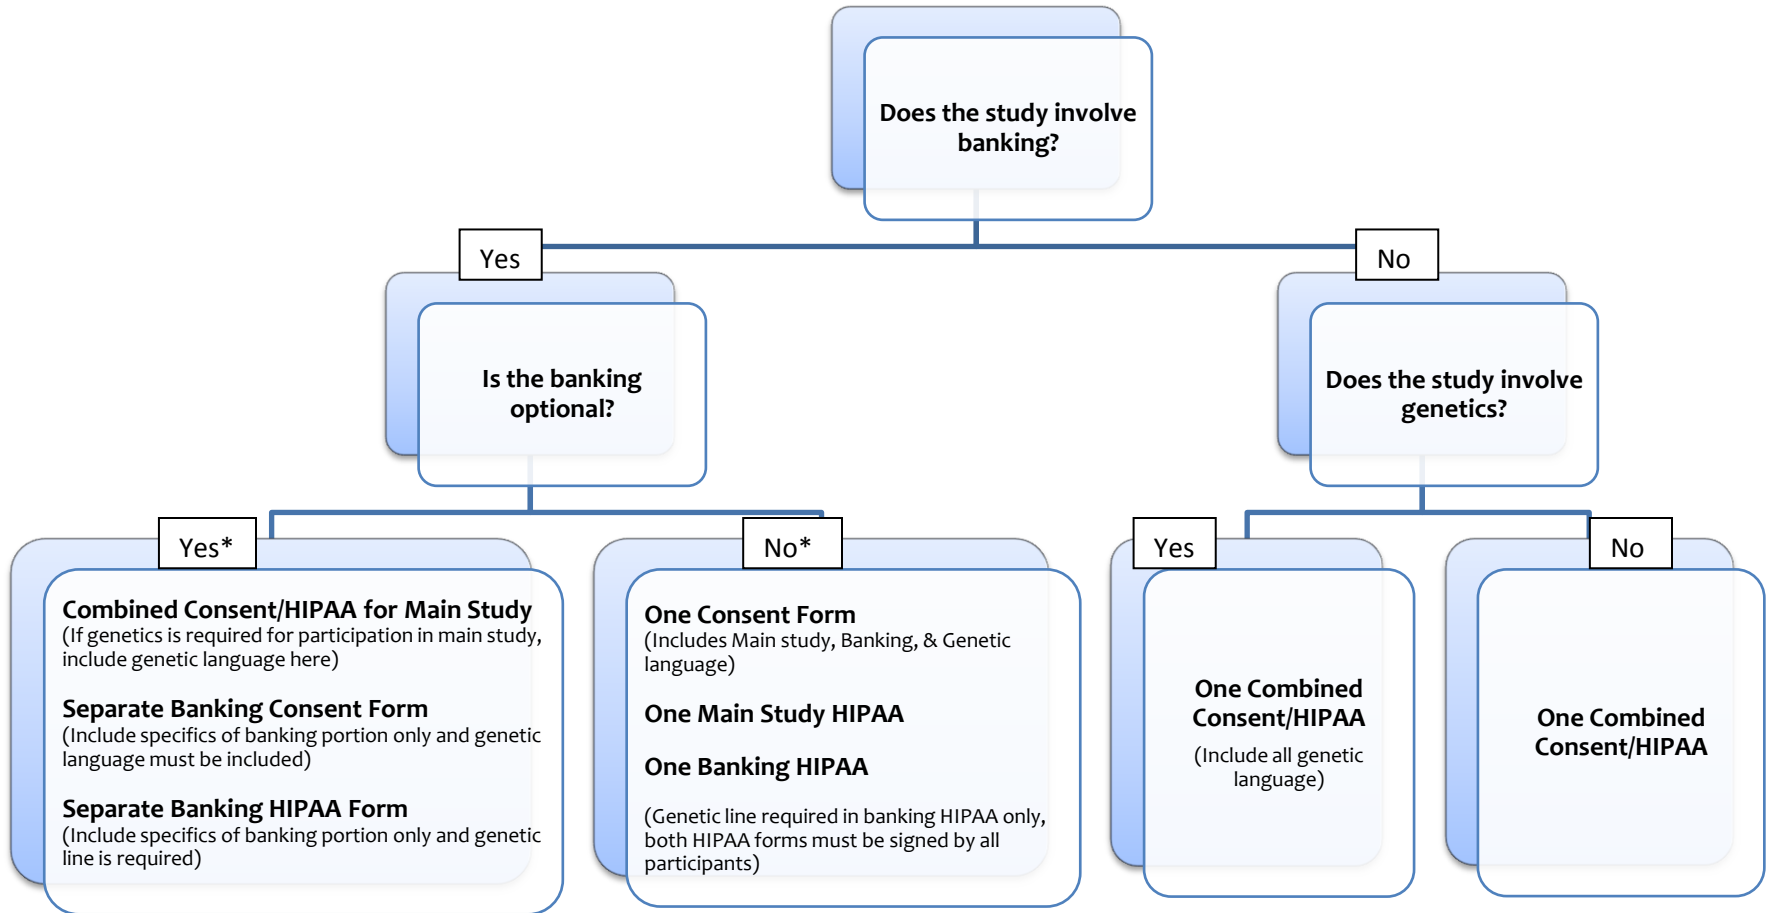 Does the study involve
banking?
Yes
No
Is the banking
optional?
Does the study involve
genetics?
Yes*
No*
Yes
No
Combined Consent/HIPAA for Main Study
(If genetics is required for participation in main study,
include genetic language here)
Separate Banking Consent Form
(Include specifics of banking portion only and genetic
language must be included)
Separate Banking HIPAA Form
(Include specifics of banking portion only and genetic
line is required)
One Consent Form
(Includes Main study, Banking, & Genetic
language)
One Main Study HIPAA
One Banking HIPAA
(Genetic line required in banking HIPAA only,
both HIPAA forms must be signed by all
participants)
One Combined
Consent/HIPAA
(Include all genetic
language)
One Combined
Consent/HIPAA